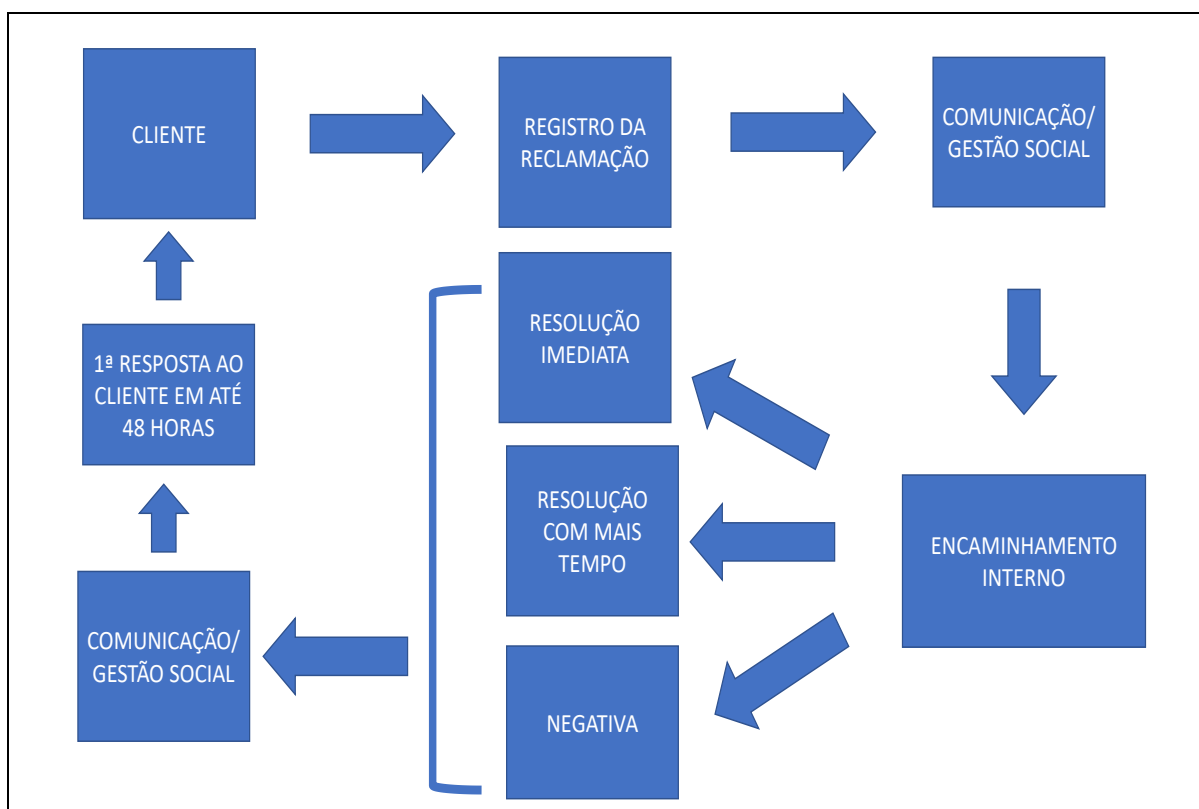 CLIENTE
REGISTRO DA
RECLAMAÇÃO
COMUNICAÇÃO/
GESTÃO SOCIAL
ENCAMINHAMENTO
INTERNO
RESOLUÇÃO
IMEDIATA
RESOLUÇÃO
COM MAIS
TEMPO
NEGATIVA
COMUNICAÇÃO/
GESTÃO SOCIAL
1ª RESPOSTA AO
CLIENTE EM ATÉ
48 HORAS